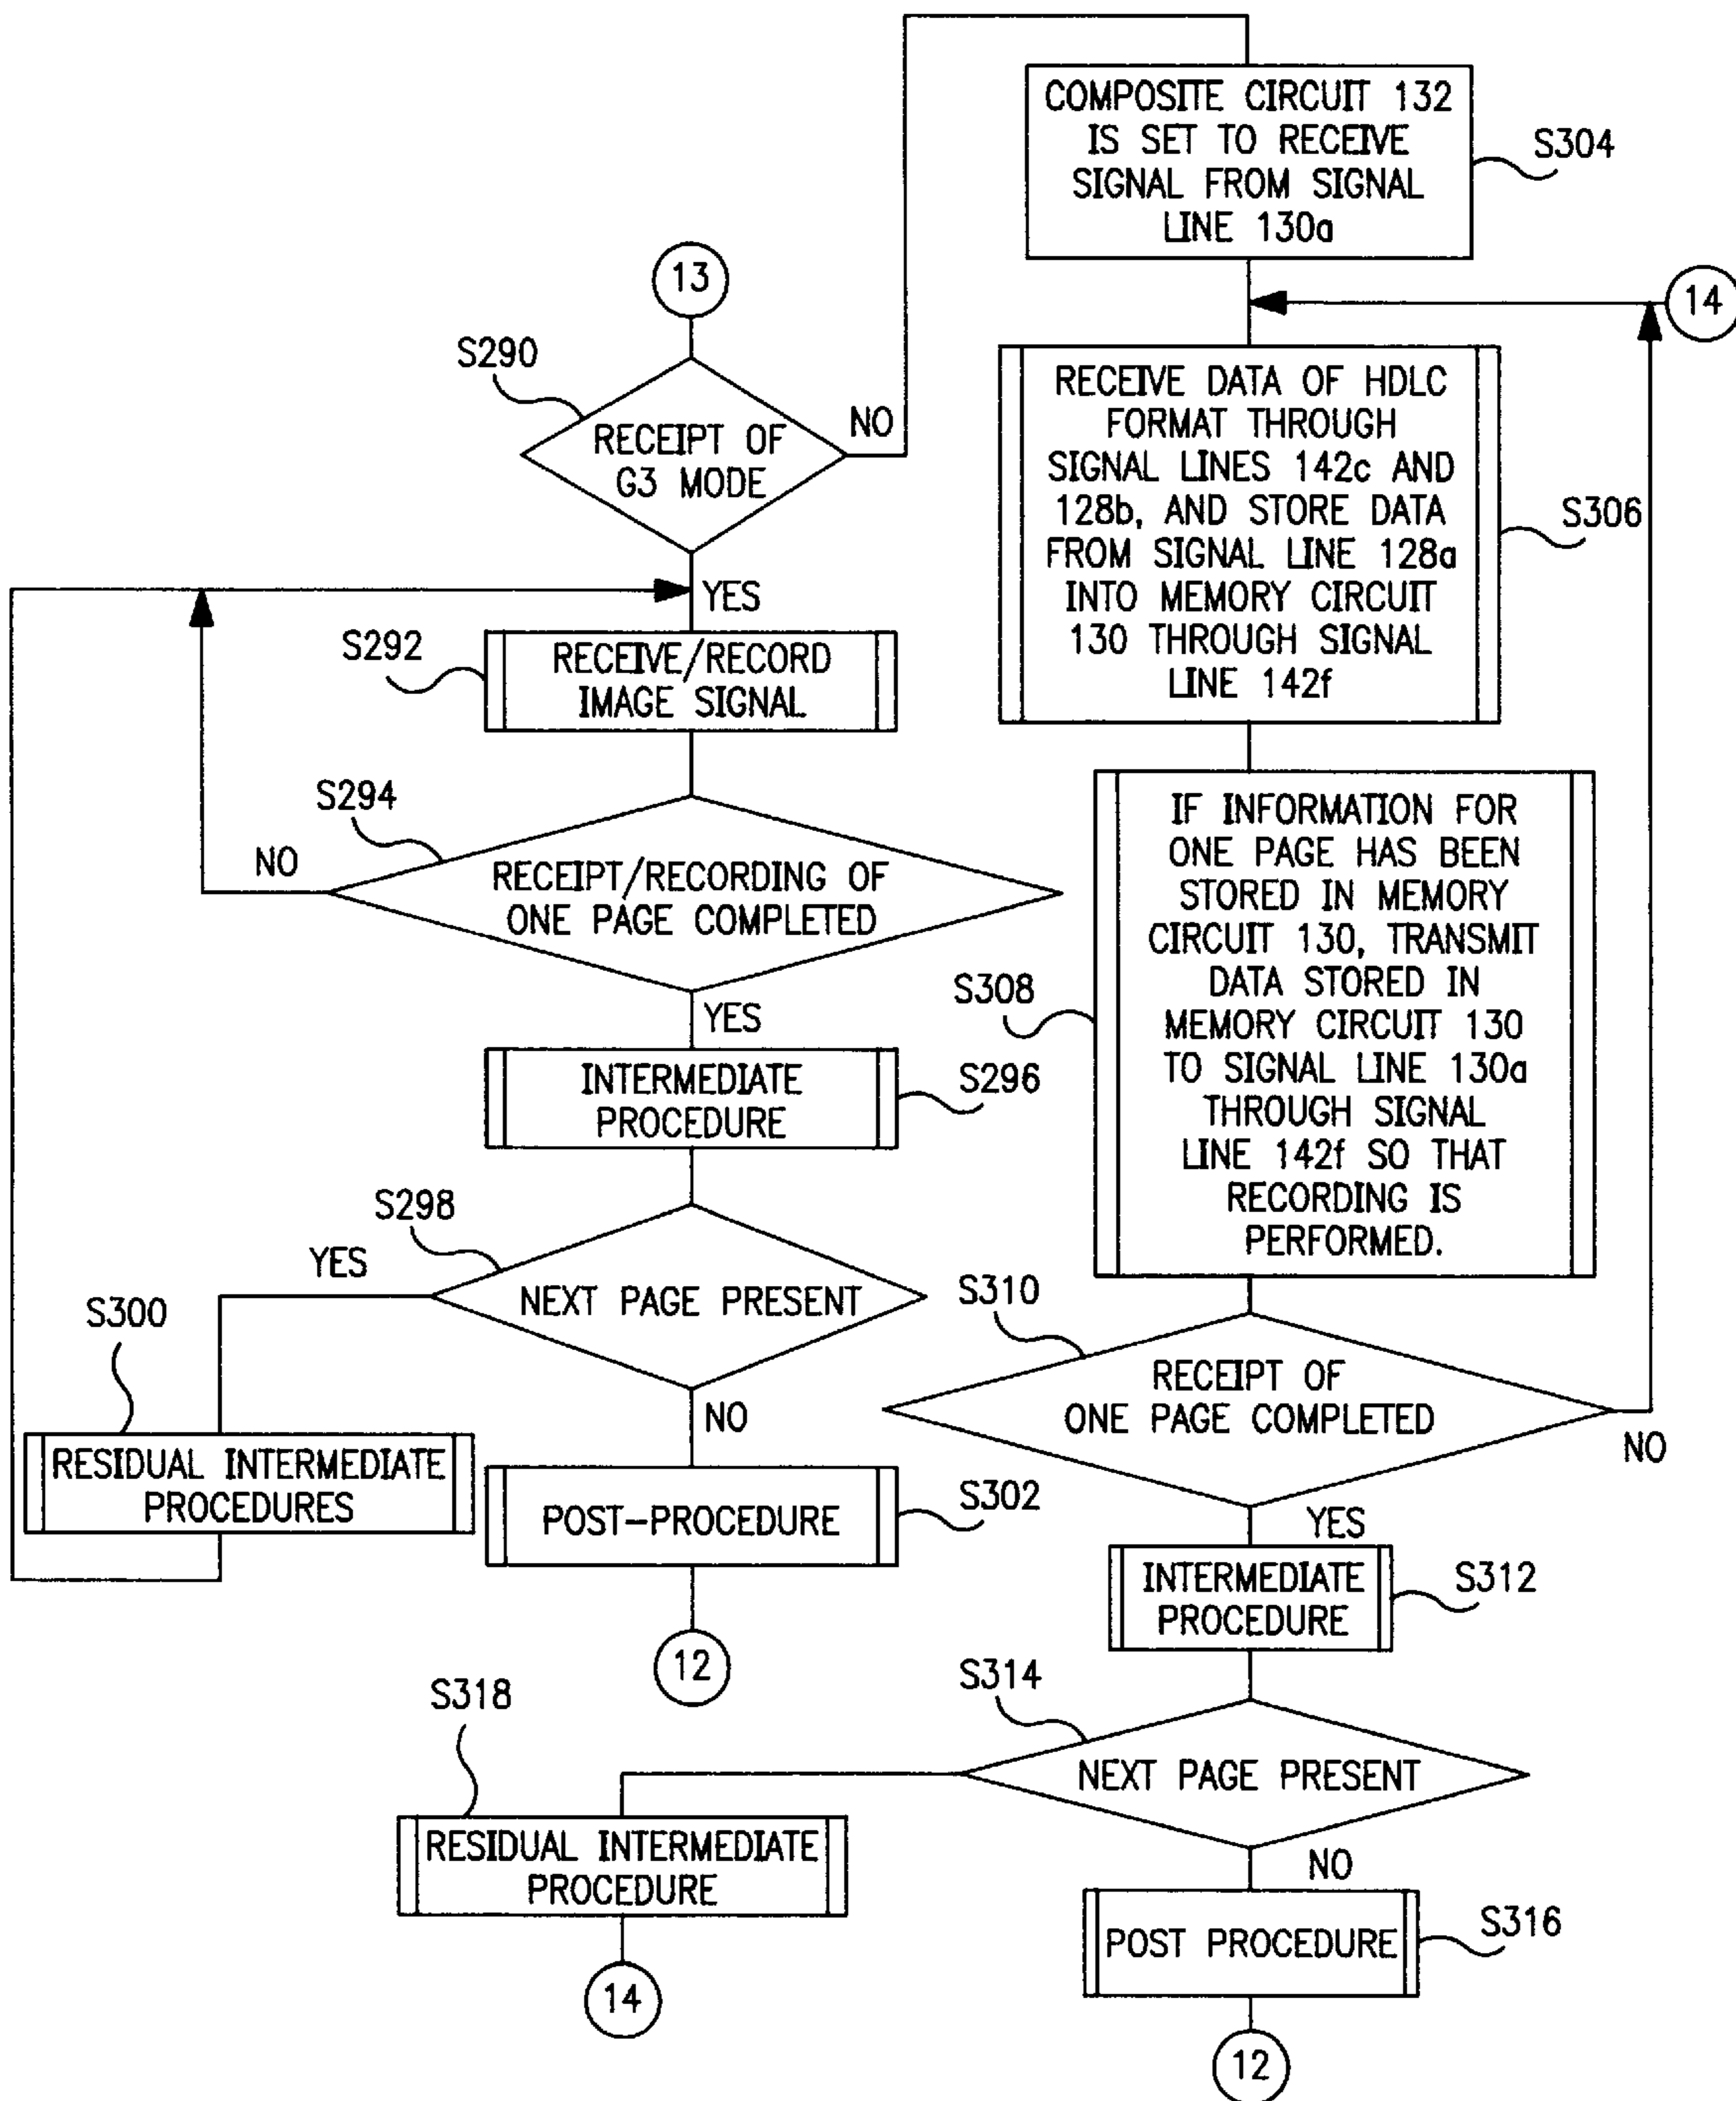 13
S290
RECEIPT OF
G3 MODE
NO
YES
S292
RECEIVE/RECORD
IMAGE SIGNAL
S294
NO
RECEIPT/RECORDING OF
ONE PAGE COMPLETED
YES
INTERMEDIATE
PROCEDURE
S296
S298
YES
NEXT PAGE PRESENT
S300
NO
RESIDUAL INTERMEDIATE
PROCEDURES
POST-PROCEDURE
S302
12
COMPOSITE CIRCUIT 132
IS SET TO RECEIVE
SIGNAL FROM SIGNAL
LINE 130a
S304
14
RECEIVE DATA OF HDLC
FORMAT THROUGH
SIGNAL LINES 142c AND
128b, AND STORE DATA
FROM SIGNAL LINE 128a
INTO MEMORY CIRCUIT
130 THROUGH SIGNAL
LINE 142f
S306
IF INFORMATION FOR
ONE PAGE HAS BEEN
STORED IN MEMORY
CIRCUIT 130, TRANSMIT
DATA STORED IN
MEMORY CIRCUIT 130
TO SIGNAL LINE 130a
THROUGH SIGNAL
LINE 142f SO THAT
RECORDING IS
PERFORMED.
S308
S310
RECEIPT OF
ONE PAGE COMPLETED
NO
YES
INTERMEDIATE
PROCEDURE
S312
S314
NEXT PAGE PRESENT
S318
RESIDUAL INTERMEDIATE
PROCEDURE
14
NO
POST PROCEDURE
S316
12